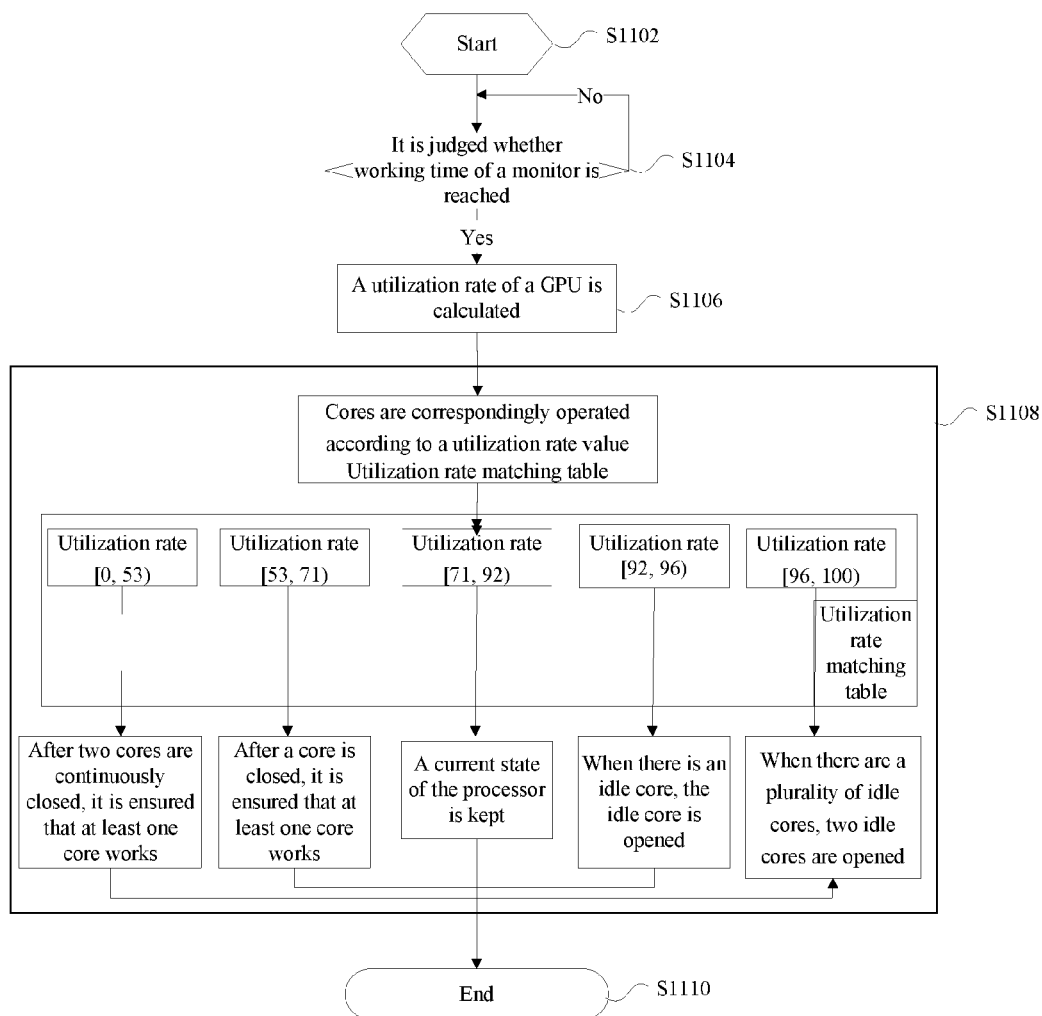 Start
S1102
No
It is judged whether
working time of a monitor is
reached
S1104
Yes
A utilization rate of a GPU is
calculated
S1106
Cores are correspondingly operated
according to a utilization rate value
Utilization rate matching table
S1108
Utilization rate
[0, 53)
Utilization rate
[53, 71)
Utilization rate
[71, 92)
Utilization rate
[92, 96)
Utilization rate
[96, 100)
Utilization
rate
matching
table
After two cores are
continuously
closed, it is ensured
that at least one
core works
After a core is
closed, it is
ensured that at
least one core
works
A current state
of the processor
is kept
When there is an
idle core, the
idle core is
opened
When there are a
plurality of idle
cores, two idle
cores are opened
End
S1110